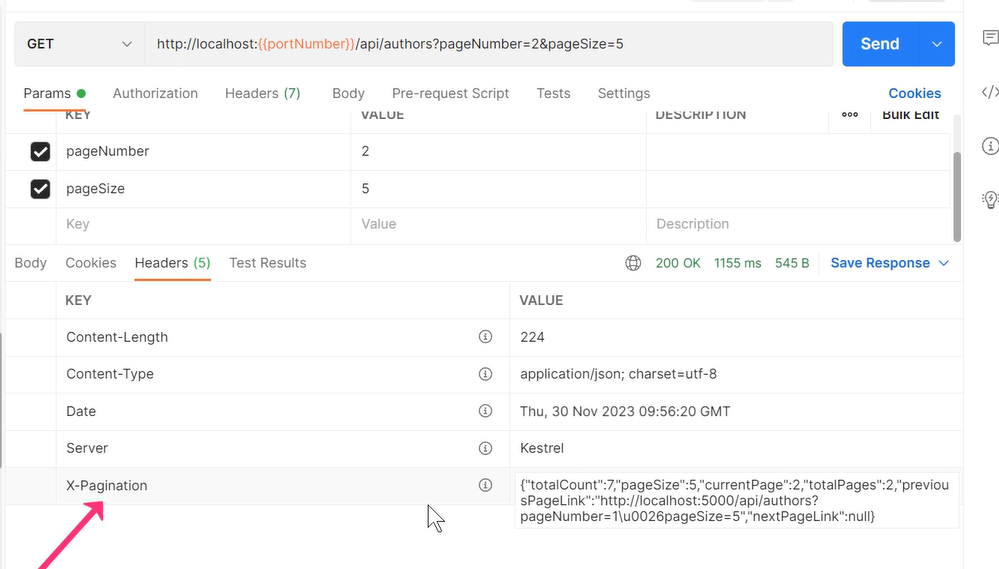 GET http://localhost:{{portNumber}}/api/authors?pageNumber=2&pageSize=5 Send
Params Authorization Headers (7) Body Pre-request Script Tests Settings Cookies
KEY VALUE DESCRIPTION Bulk Edit
pageNumber 2
pageSize 5
Key Value Description
Body Cookies Headers (5) Test Results 200 OK 1155 ms 545 B Save Response
KEY VALUE
Content-Length 224
Content-Type application/json; charset=utf-8
Date Thu, 30 Nov 2023 09:56:20 GMT
Server Kestrel
X-Pagination {"totalCount":7,"pageSize":5,"currentPage":2,"totalPages":2,"previou
sPageLink":"http://localhost:5000/api/authors?
pageNumber=1\u0026pageSize=5","nextPageLink":null}